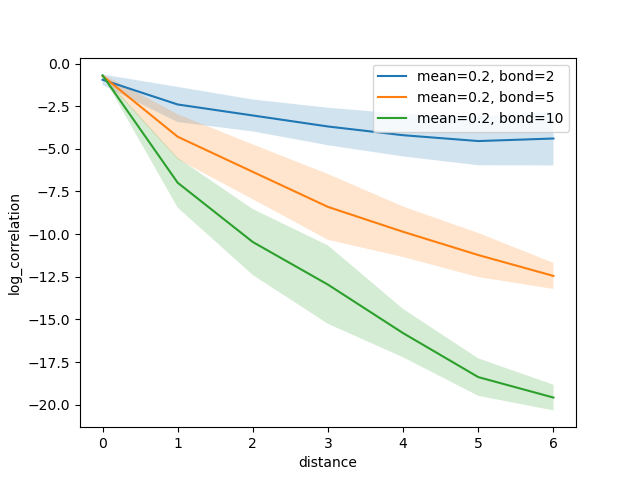 0.0
−2.5
−5.0
−7.5
−10.0
−12.5
−15.0
−17.5
−20.0
log_correlation
mean=0.2, bond=2
mean=0.2, bond=5
mean=0.2, bond=10
0 1 2 3 4 5 6
distance